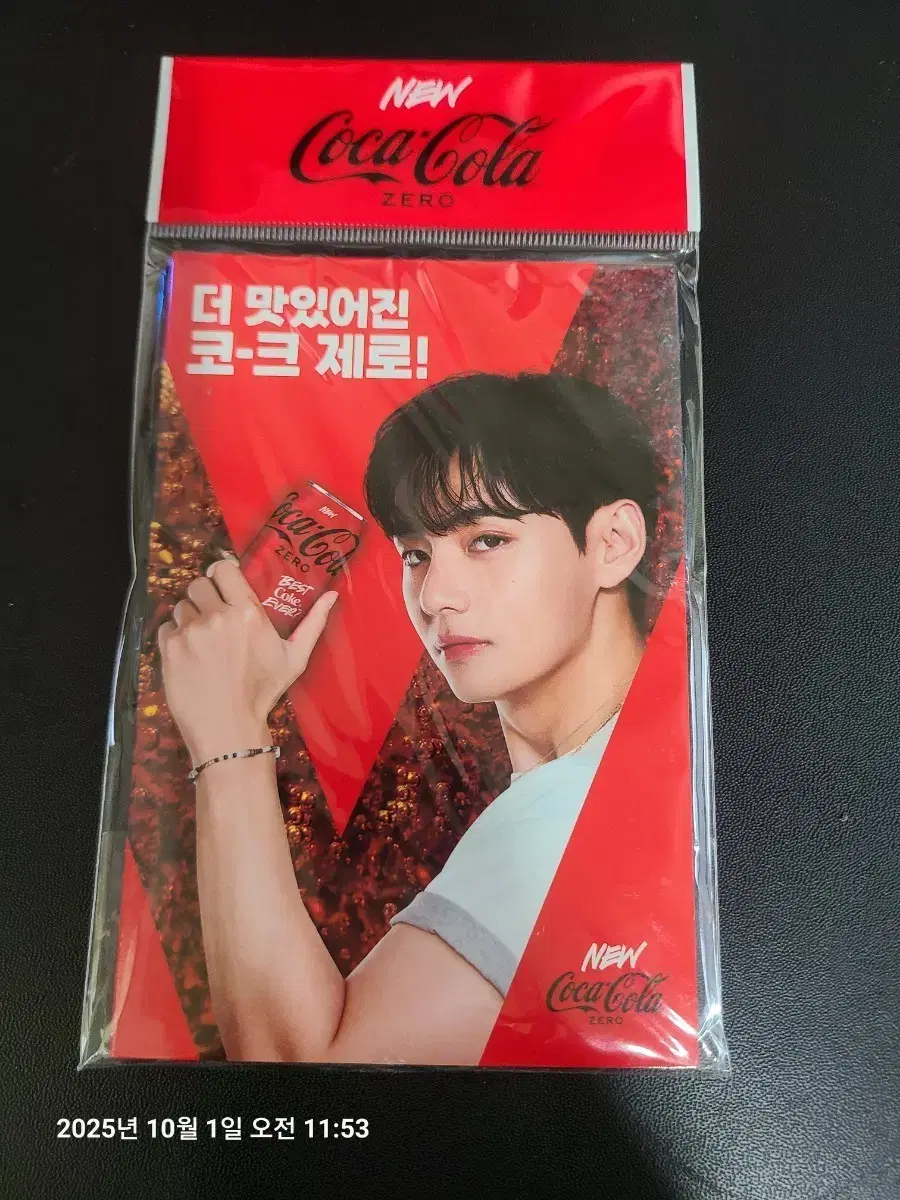 NEW
Coca-Cola
ZERO
더 맛있어진
코-크 제로!
NEW
Coca-Cola
ZERO
BEST
Coke
EVER?
NEW
Coca-Cola
ZERO
2025년 10월 1일 오전 11:53